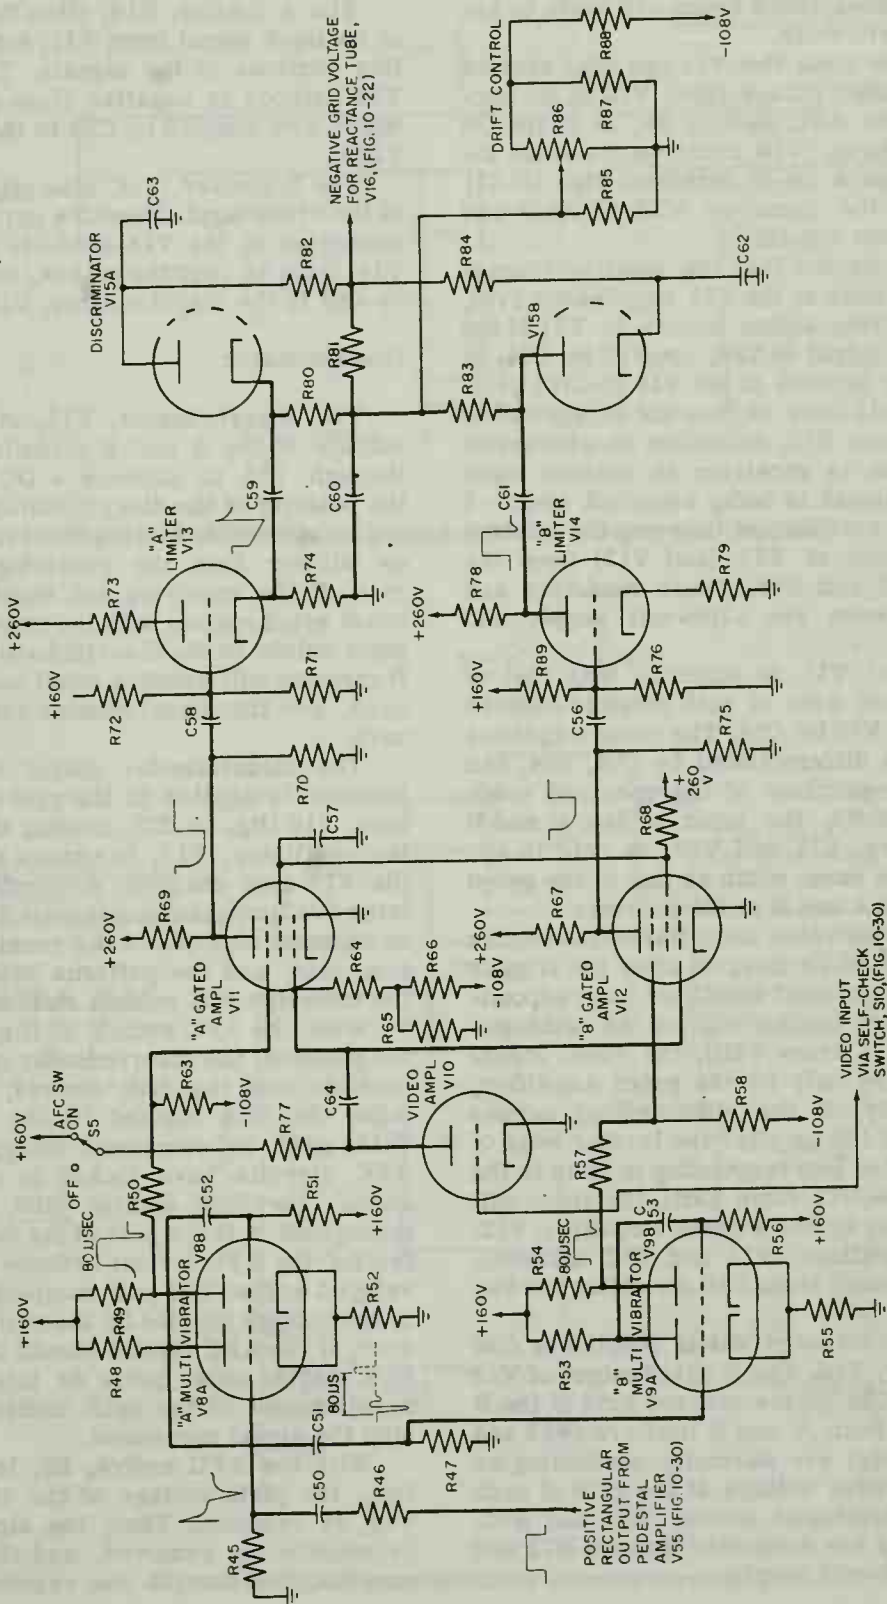 +160V
AFC SW
ON
OFF
S5
80 µSEC
R50
R63
-108V
R77
R48
R49
C52
"A" MULTI VIBRATOR
V8A
V88
R51
+160V
R52
80µS
R45
C50
C51
R46
R47
POSITIVE
RECTANGULAR
OUTPUT FROM
PEDESTAL
AMPLIFIER
V55 (FIG. 10-30)
+160V
80µSEC
R53
R54
R57
R58
-108V
"B"
MULTI VIBRATOR
V9A
V9B
C
53
R56
+160V
R55
VIDEO
AMPL V10
C64
VIDEO INPUT
VIA SELF-CHECK
SWITCH, S10,(FIG 10-30)
+260V
R69
"A" GATED
AMPL
V11
C57
R64
R65
R66
-108V
+260V
R67
R68
+
260
V
"B" GATED
AMPL
V12
+160V
R72
C58
R71
R70
+260V
R73
"A"
LIMITER
V13
C59
R74
C60
+160V
R89
C56
R76
R75
+260V
R78
"B"
LIMITER
V14
C61
R79
DISCRIMINATOR
V15A
C63
R80
R81
R82
R83
R84
V15B
C62
NEGATIVE GRID VOLTAGE
FOR REACTANCE TUBE,
V16, (FIG. 10-22)
DRIFT CONTROL
R85
R86
R87
R88
-108V